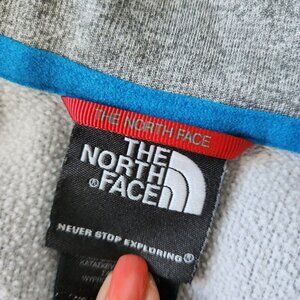 THE NORTH FACE
THE
NORTH
FACE
®
NEVER STOP EXPLORING®